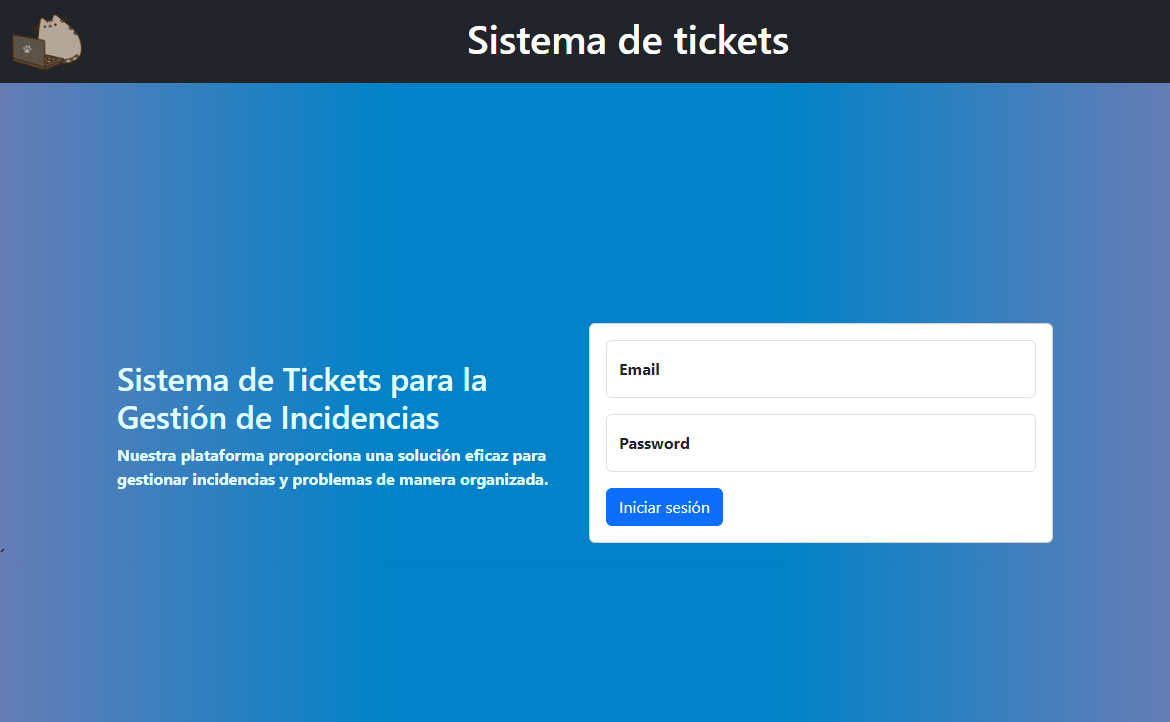 Sistema de tickets
Sistema de Tickets para la
Gestión de Incidencias
Nuestra plataforma proporciona una solución eficaz para
gestionar incidencias y problemas de manera organizada.
Email
Password
Iniciar sesión
´